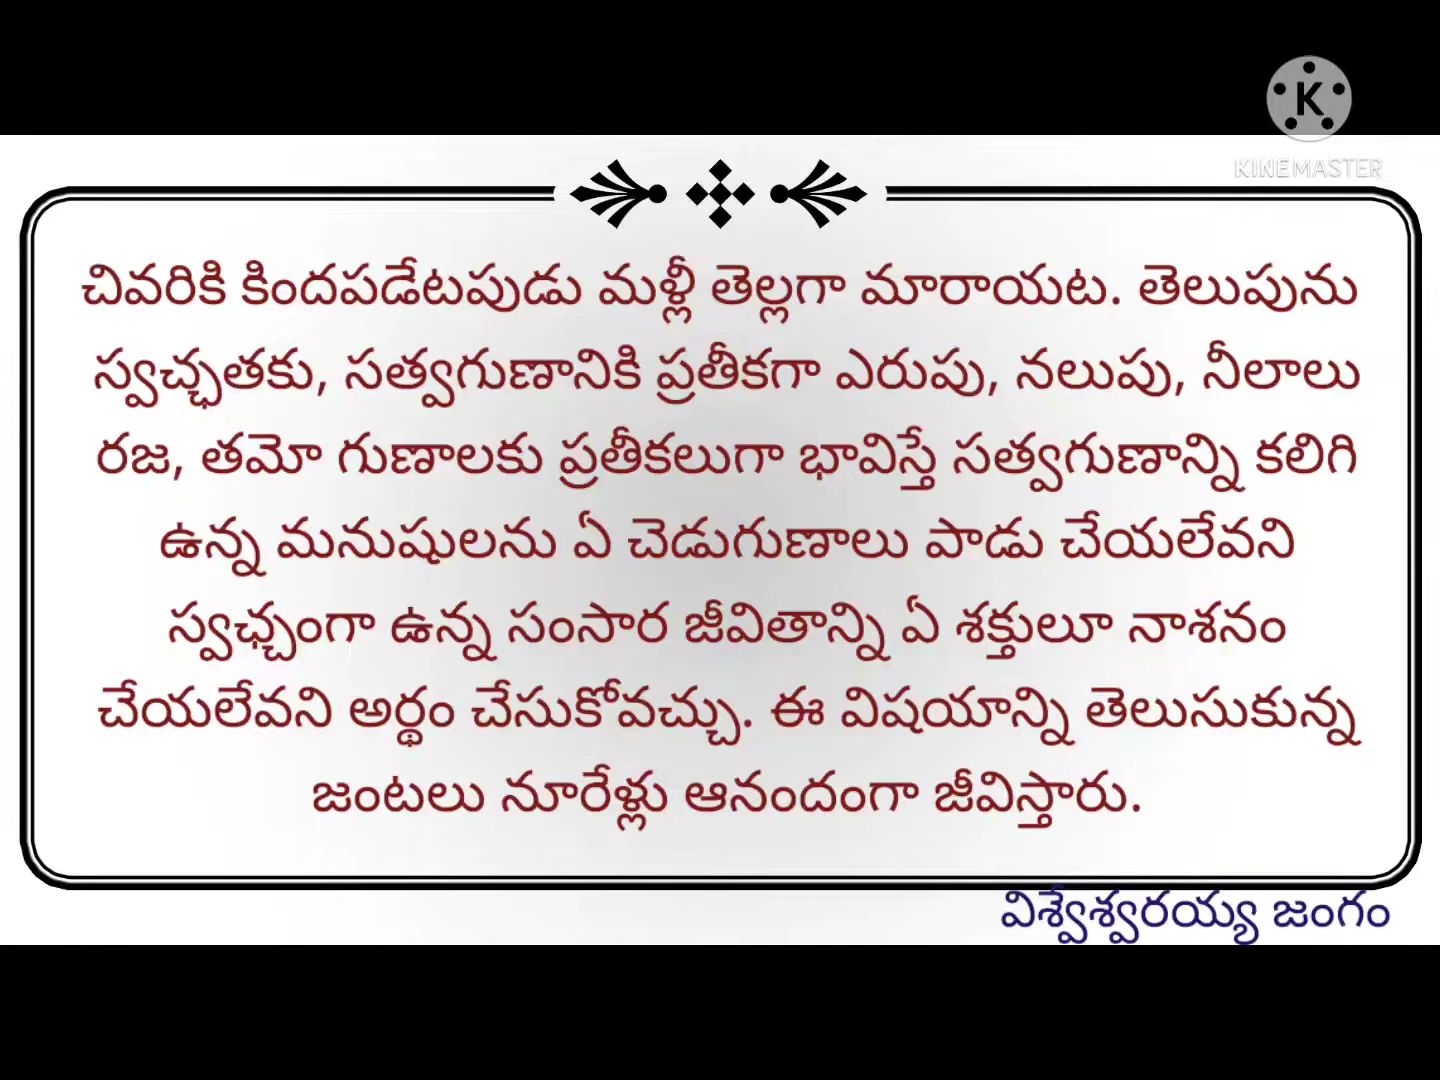 KINEMASTER
చివరికి కిందపడేటపుడు మళ్లీ తెల్లగా మారాయట. తెలుపును
స్వచ్ఛతకు, సత్వగుణానికి ప్రతీకగా ఎరుపు, నలుపు, నీలాలు
రజ, తమో గుణాలకు ప్రతీకలుగా భావిస్తే సత్వగుణాన్ని కలిగి
ఉన్న మనుషులను ఏ చెడుగుణాలు పాడు చేయలేవని
స్వఛ్చంగా ఉన్న సంసార జీవితాన్ని ఏ శక్తులూ నాశనం
చేయలేవని అర్థం చేసుకోవచ్చు. ఈ విషయాన్ని తెలుసుకున్న
జంటలు నూరేళ్లు ఆనందంగా జీవిస్తారు.
విశ్వేశ్వరయ్య జంగం